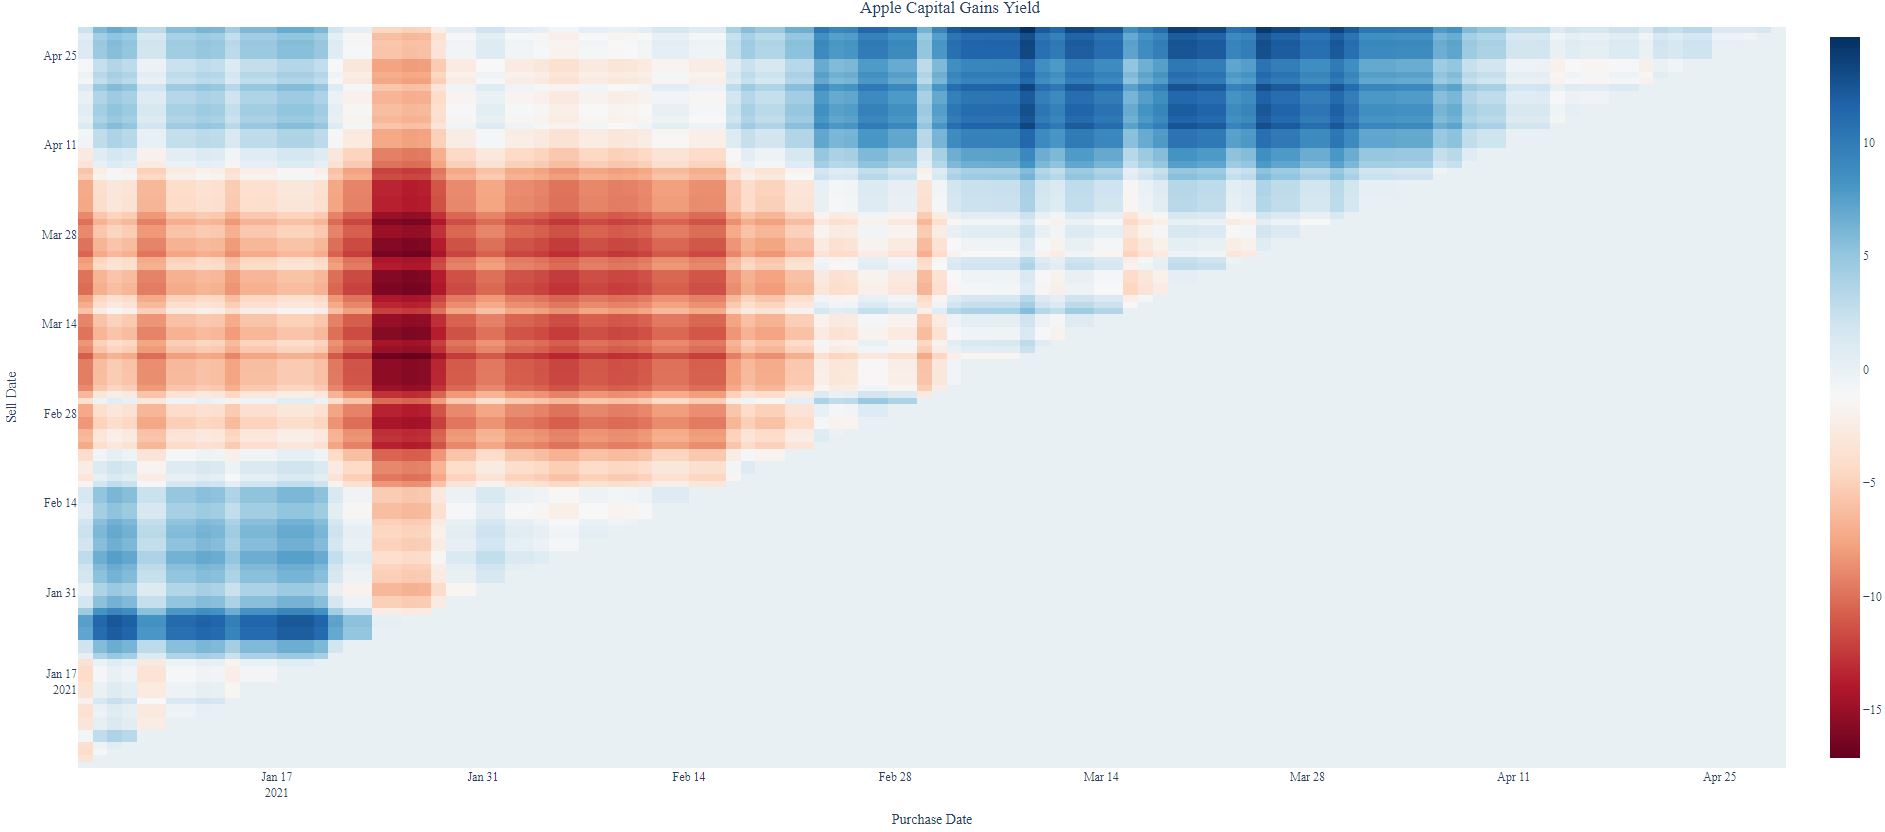 Apple Capital Gains Yield
Sell Date
Apr 25
Apr 11
Mar 28
Mar 14
Feb 28
Feb 14
Jan 31
Jan 17
2021
Jan 17
2021
Jan 31
Feb 14
Feb 28
Mar 14
Mar 28
Apr 11
Apr 25
Purchase Date
10
5
0
−5
−10
−15